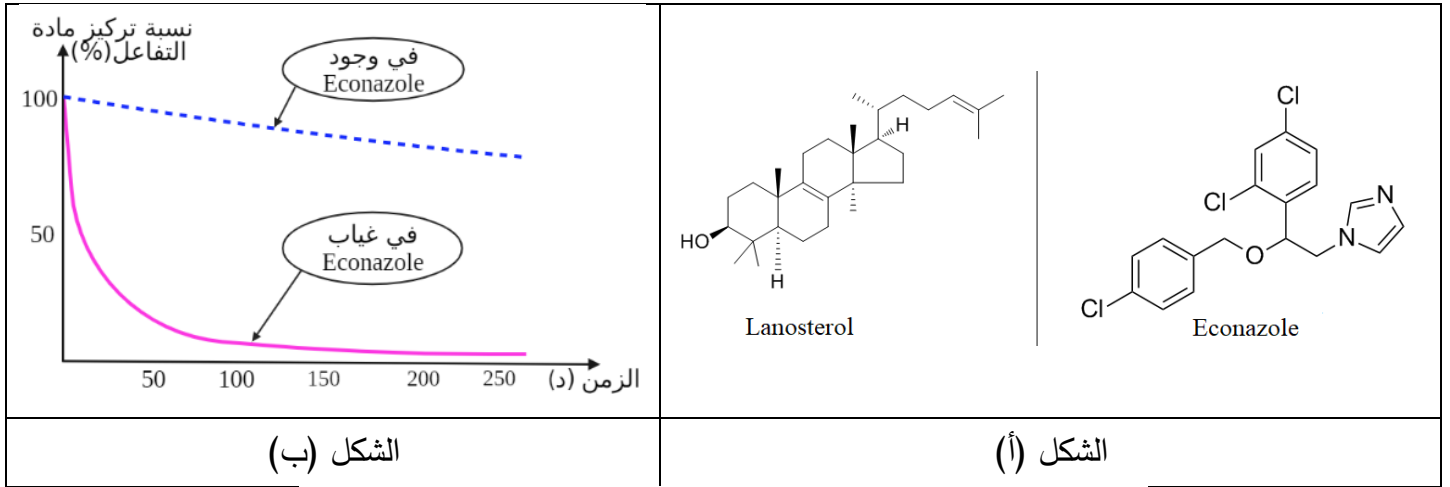 نسبة تركيز مادة
التفاعل(%)
100
50
في وجود
Econazole
في غياب
Econazole
50 100 150 200 250
الزمن (د)
HO
H
H
Lanosterol
Cl
Cl
Cl
O
N
N
Econazole
الشكل (أ)
الشكل (ب)